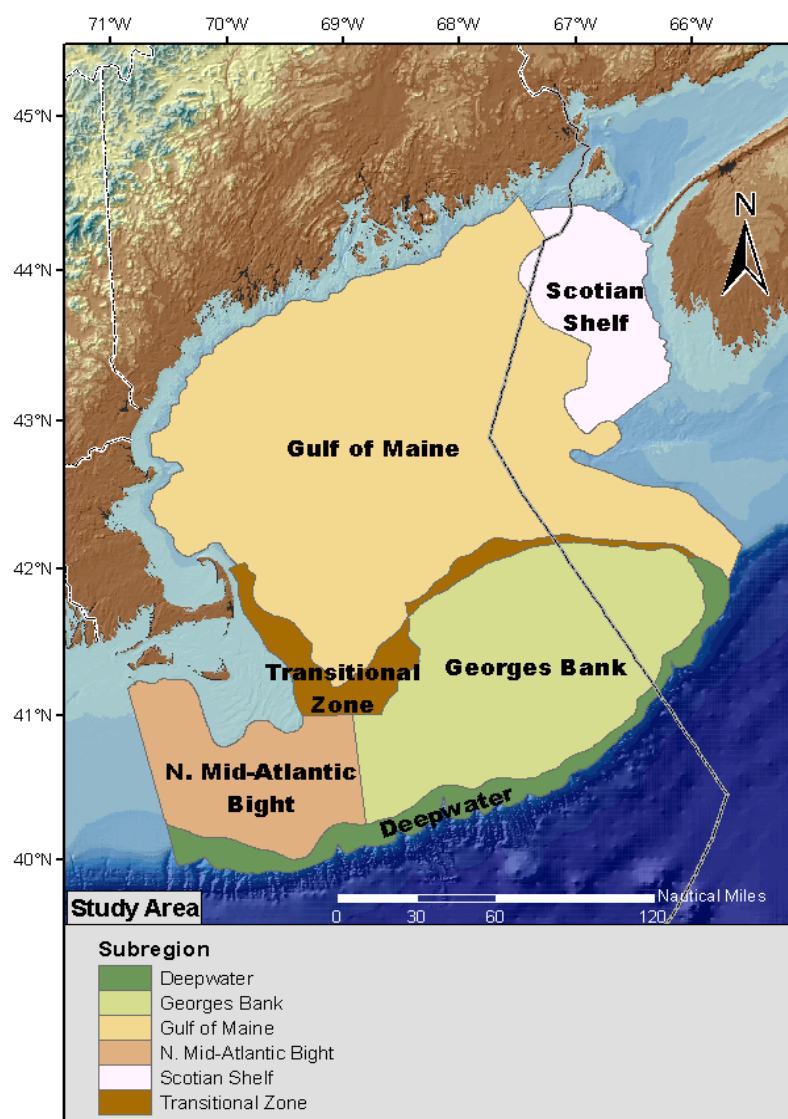 71°W 70°W 69°W 68°W 67°W 66°W
45°N
44°N
43°N
42°N
41°N
40°N
N
Scotian
Shelf
Gulf of Maine
Transitional
Zone
Georges Bank
N. Mid-Atlantic
Bight
Deepwater
Study Area
Nautical Miles
0 30 60 120
Subregion
Deepwater
Georges Bank
Gulf of Maine
N. Mid-Atlantic Bight
Scotian Shelf
Transitional Zone